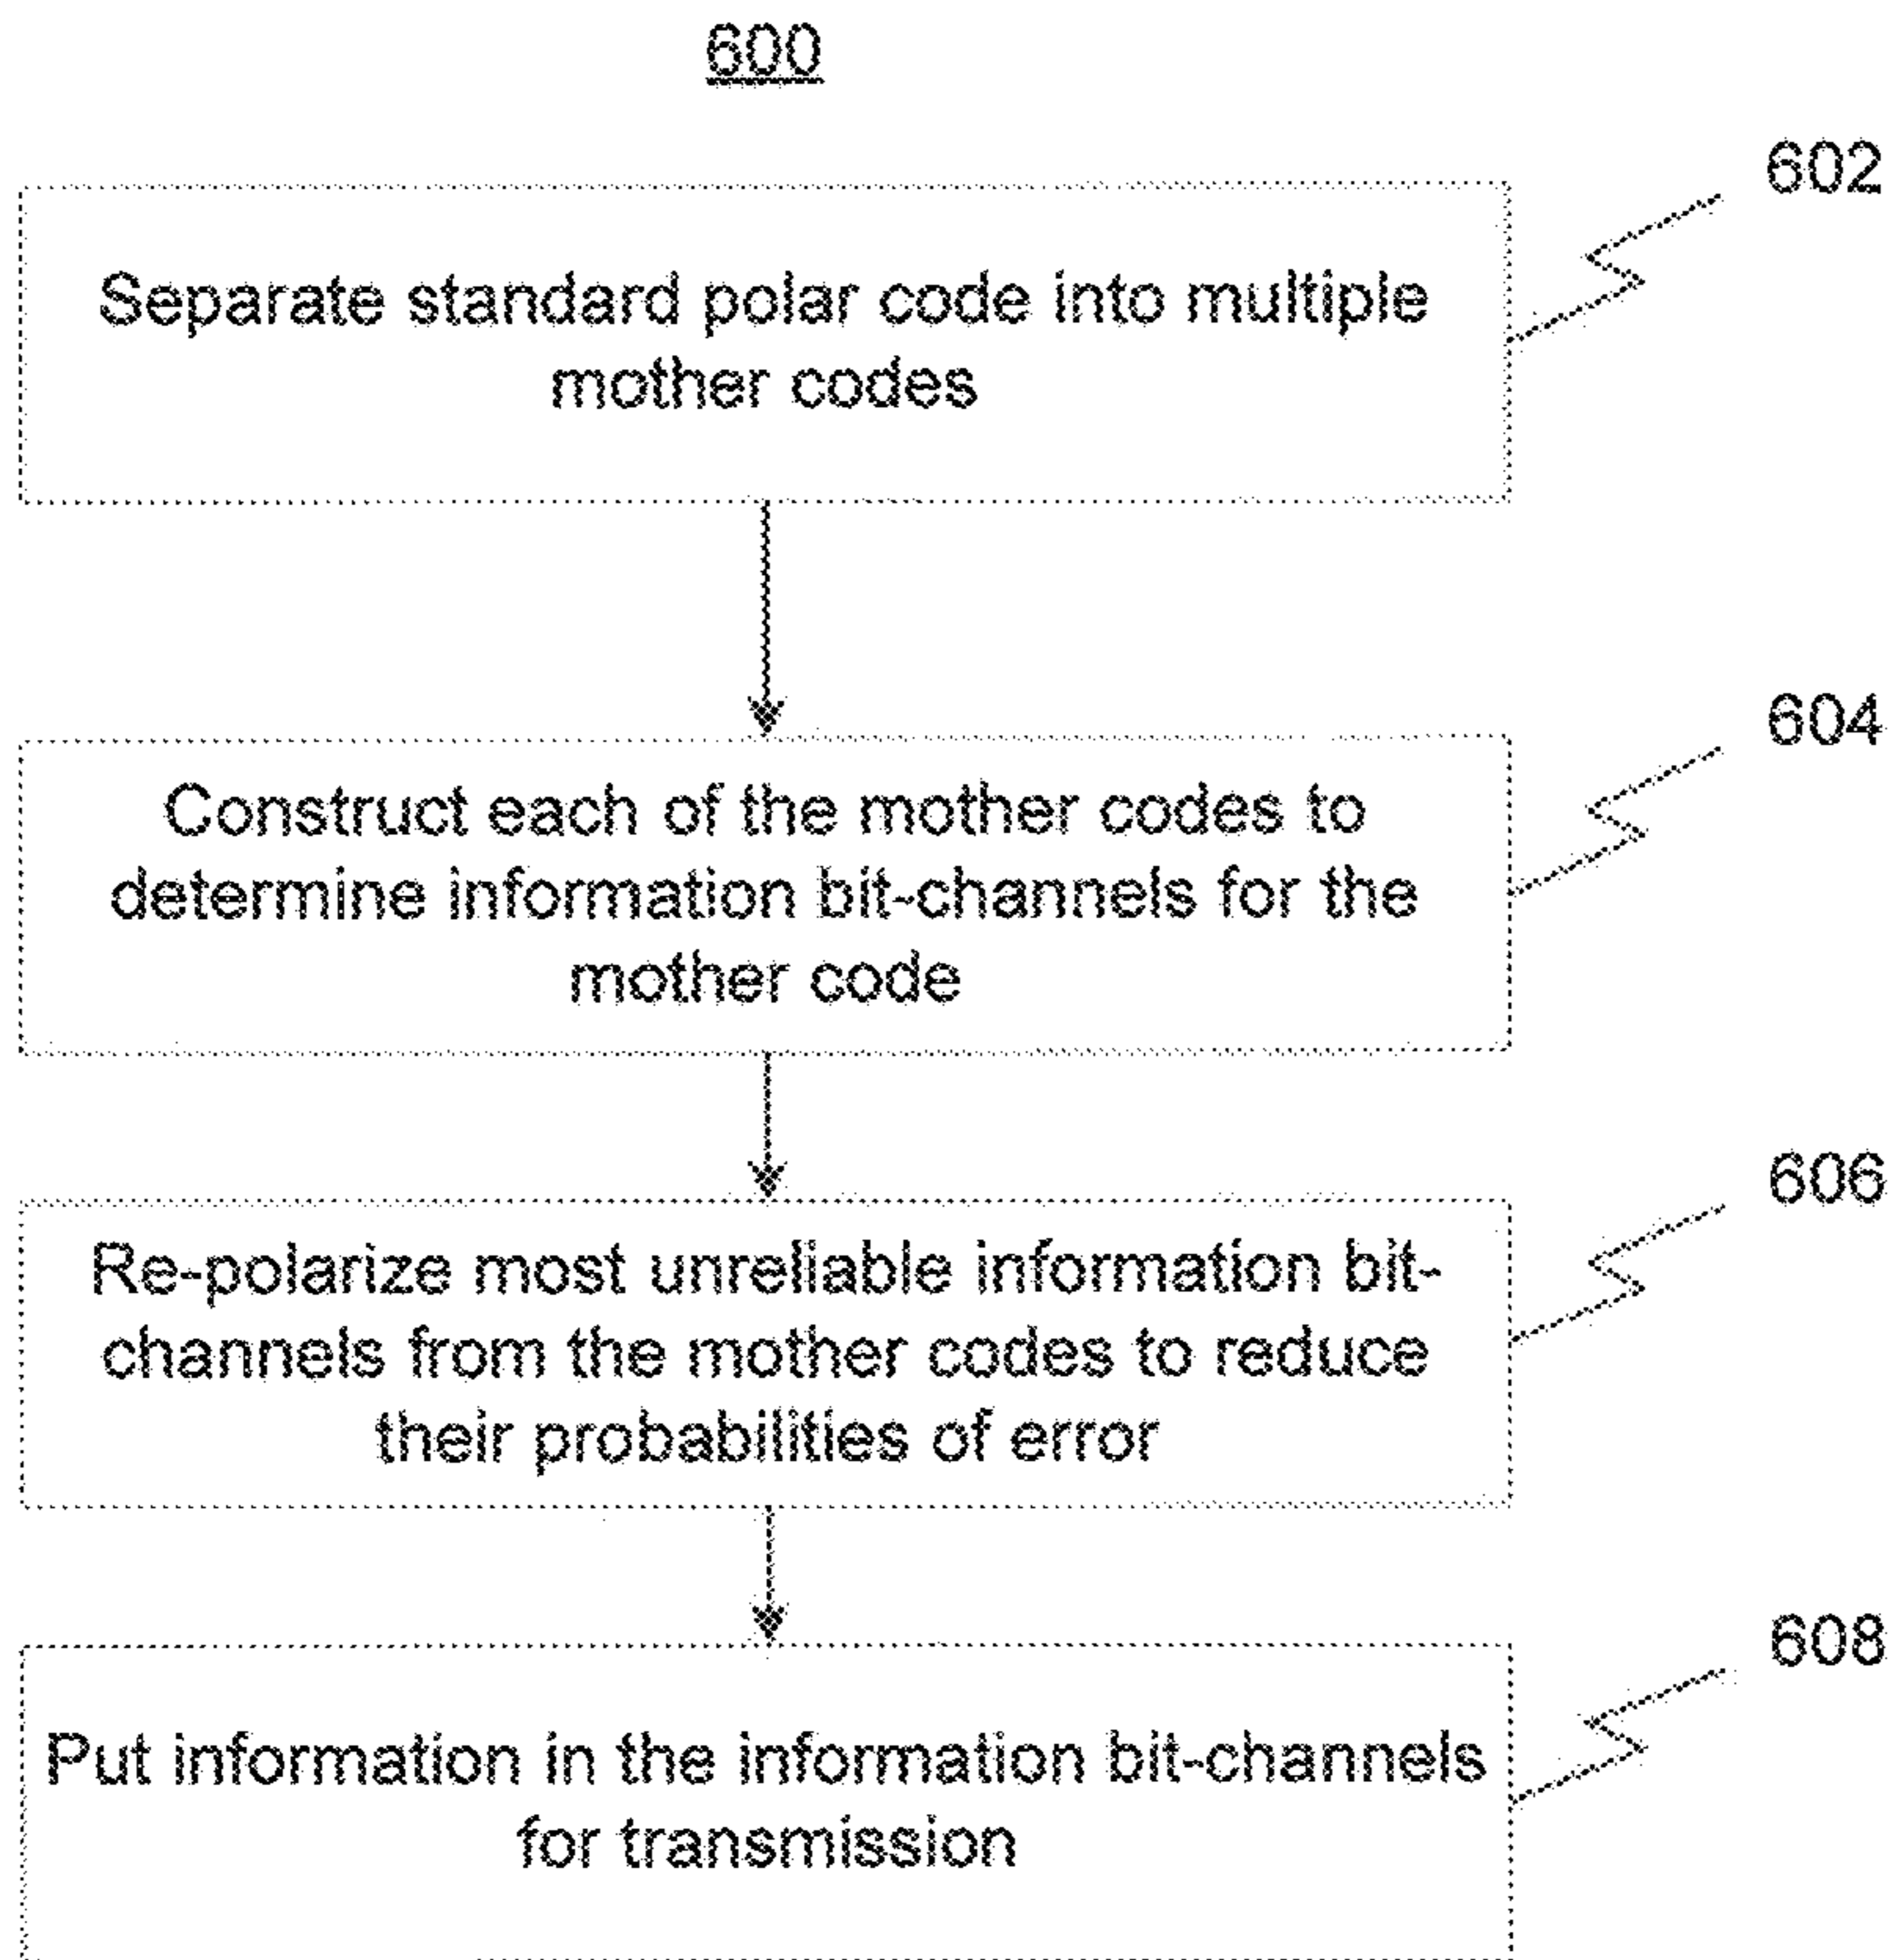 600
602
Separate standard polar code into multiple
mother codes
604
Construct each of the mother codes to
determine information bit-channels for the
mother code
606
Re-polarize most unreliable information bit-
channels from the mother codes to reduce
their probabilities of error
608
Put information in the information bit-channels
for transmission